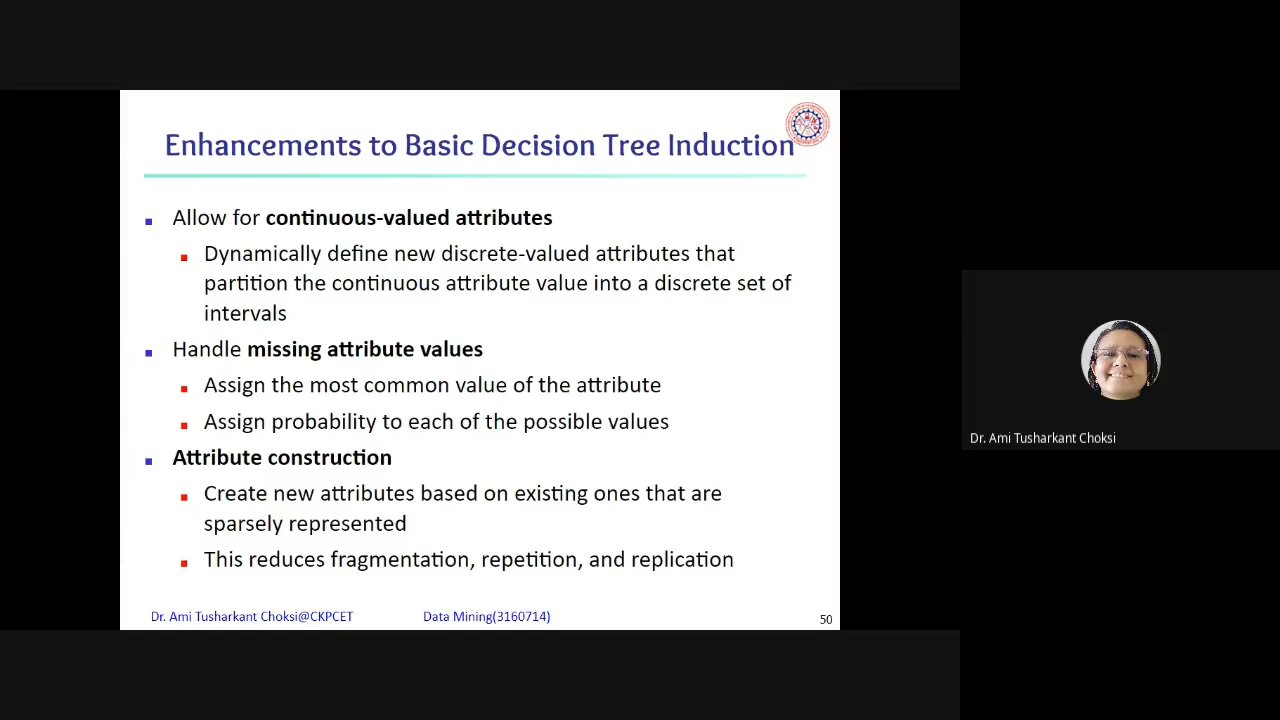 Enhancements to Basic Decision Tree Induction
Allow for continuous-valued attributes
Dynamically define new discrete-valued attributes that
partition the continuous attribute value into a discrete set of
intervals
Handle missing attribute values
Assign the most common value of the attribute
Assign probability to each of the possible values
Attribute construction
Create new attributes based on existing ones that are
sparsely represented
This reduces fragmentation, repetition, and replication
Dr. Ami Tusharkant Choksi@CKPCET Data Mining(3160714) 50
Dr. Ami Tusharkant Choksi